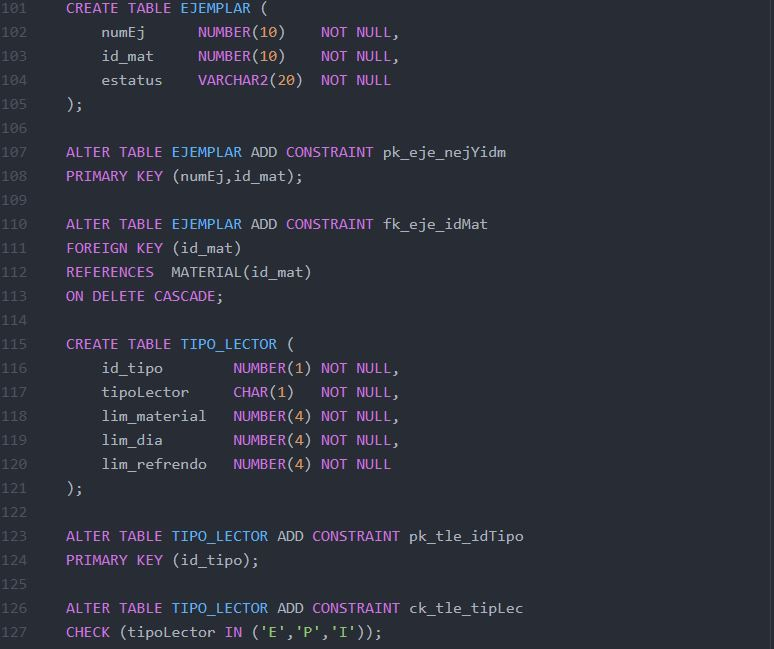 101 CREATE TABLE EJEMPLAR (
102 numEj NUMBER(10) NOT NULL,
103 id_mat NUMBER(10) NOT NULL,
104 estatus VARCHAR2(20) NOT NULL
105 );
106
107 ALTER TABLE EJEMPLAR ADD CONSTRAINT pk_eje_nejYidm
108 PRIMARY KEY (numEj,id_mat);
109
110 ALTER TABLE EJEMPLAR ADD CONSTRAINT fk_eje_idMat
111 FOREIGN KEY (id_mat)
112 REFERENCES MATERIAL(id_mat)
113 ON DELETE CASCADE;
114
115 CREATE TABLE TIPO_LECTOR (
116 id_tipo NUMBER(1) NOT NULL,
117 tipoLector CHAR(1) NOT NULL,
118 lim_material NUMBER(4) NOT NULL,
119 lim_dia NUMBER(4) NOT NULL,
120 lim_refrendo NUMBER(4) NOT NULL
121 );
122
123 ALTER TABLE TIPO_LECTOR ADD CONSTRAINT pk_tle_idTipo
124 PRIMARY KEY (id_tipo);
125
126 ALTER TABLE TIPO_LECTOR ADD CONSTRAINT ck_tle_tipLec
127 CHECK (tipoLector IN ('E','P','I'));